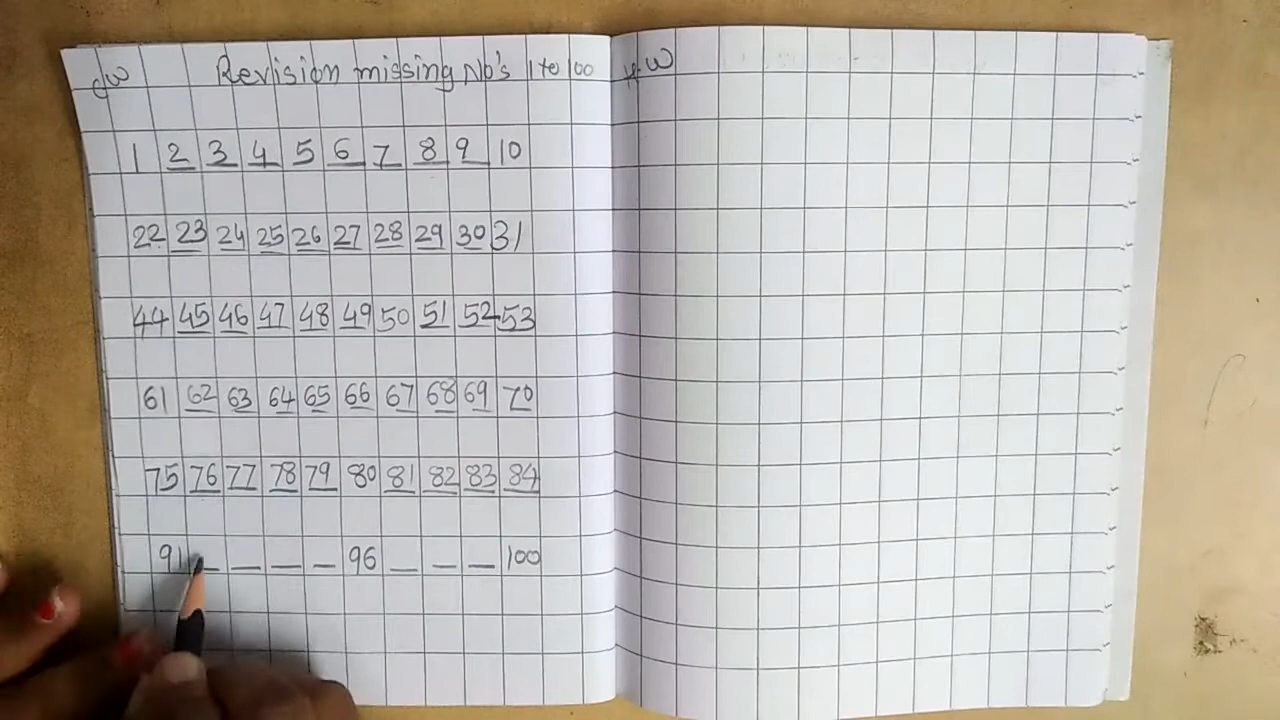 CW Revision missing No's 1 to 100 H.W
1 2 3 4 5 6 7 8 9 10
22 23 24 25 26 27 28 29 30 31
44 45 46 47 48 49 50 51 52 53
61 62 63 64 65 66 67 68 69 70
75 76 77 78 79 80 81 82 83 84
91 _ _ _ _ 96 _ _ _ 100